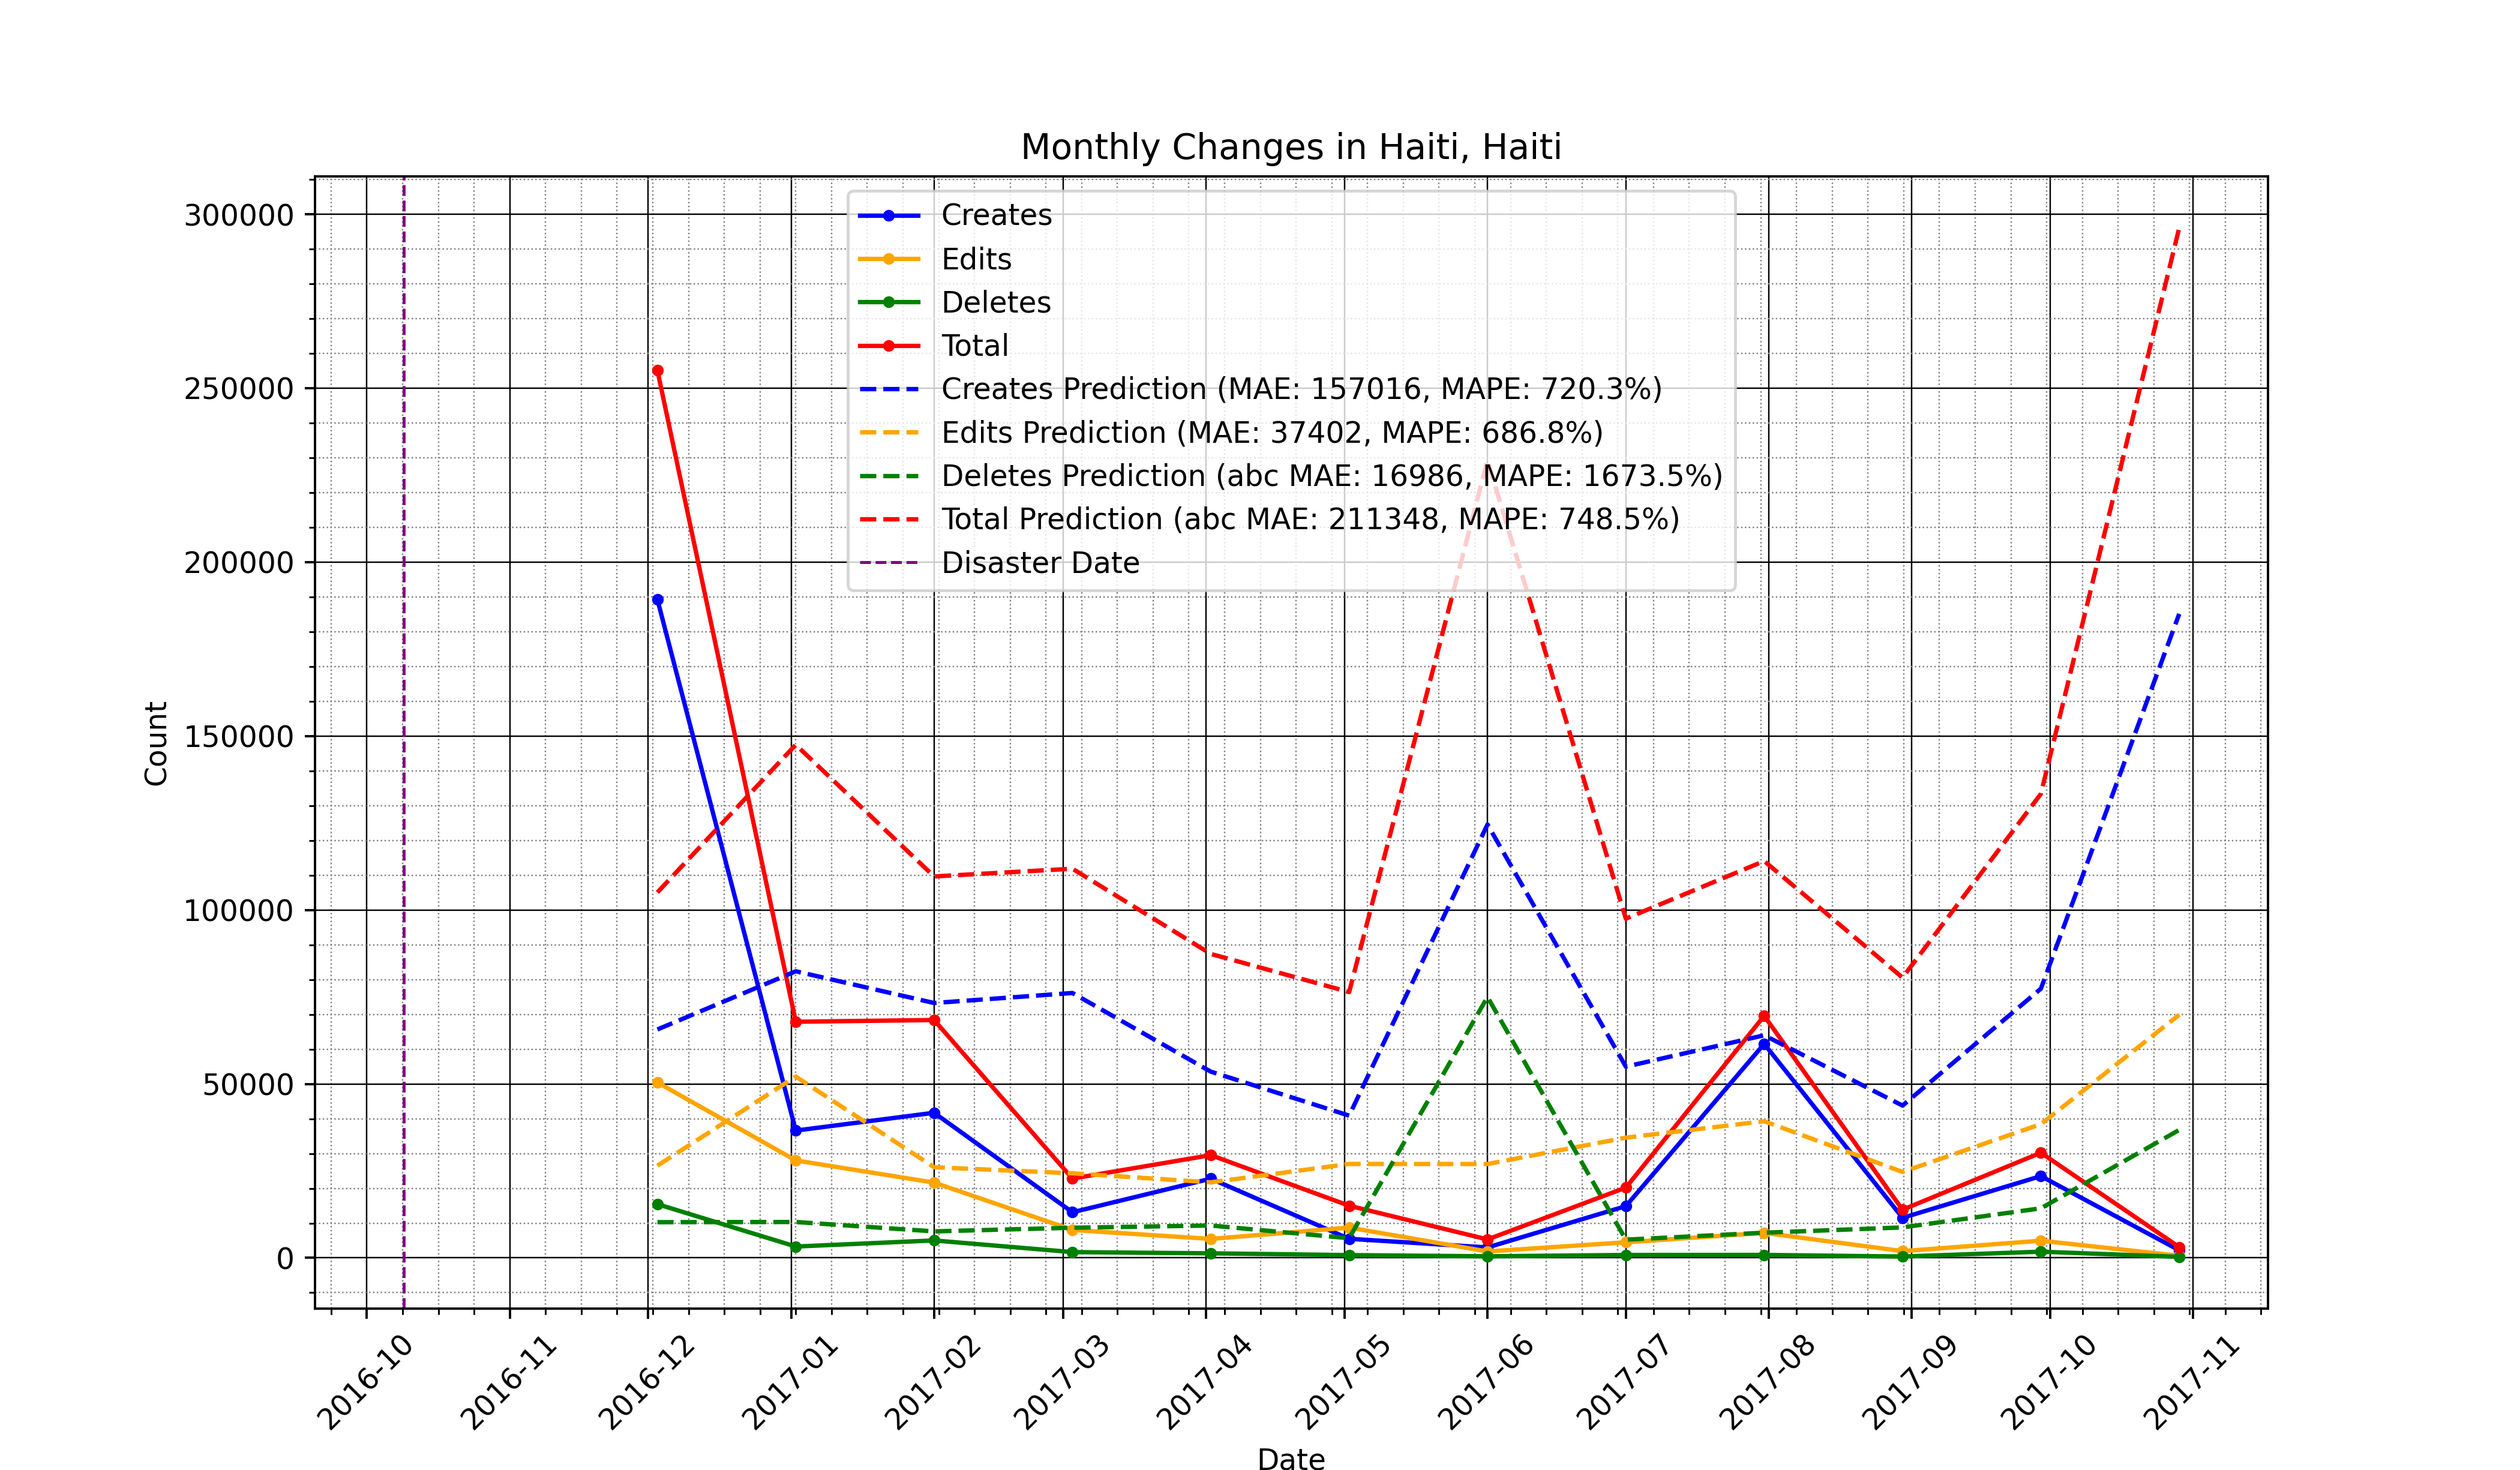 Monthly Changes in Haiti, Haiti
Creates
Edits
Deletes
Total
Creates Prediction (MAE: 157016, MAPE: 720.3%)
Edits Prediction (MAE: 37402, MAPE: 686.8%)
Deletes Prediction (abc MAE: 16986, MAPE: 1673.5%)
Total Prediction (abc MAE: 211348, MAPE: 748.5%)
Disaster Date
Count
300000
250000
200000
150000
100000
50000
0
2016-10
2016-11
2016-12
2017-01
2017-02
2017-03
2017-04
2017-05
2017-06
2017-07
2017-08
2017-09
2017-10
2017-11
Date